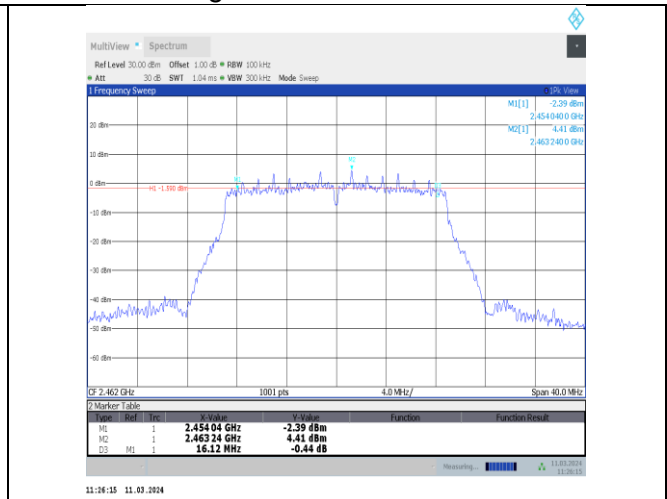 MultiView Spectrum
Ref Level 30.00 dBm Offset 1.00 dB RBW 100 kHz
Att 30 dB SWT 1.04 ms VBW 300 kHz Mode Sweep
1 Frequency Sweep 1Pk View
M1[1] -2.39 dBm
2.4540400 GHz
20 dBm
M2[1] 4.41 dBm
2.4632400 GHz
10 dBm
M2
0 dBm
M1
H1 -1.590 dBm
-10 dBm
-20 dBm
-30 dBm
-40 dBm
-50 dBm
-60 dBm
CF 2.462 GHz 1001 pts 4.0 MHz/ Span 40.0 MHz
2 Marker Table
Type Ref Trc X-Value Y-Value Function Function Result
M1 1 2.454 04 GHz -2.39 dBm
M2 1 2.463 24 GHz 4.41 dBm
D3 M1 1 16.12 MHz -0.44 dB
Measuring... 11.03.2024
11:26:15
11:26:15 11.03.2024